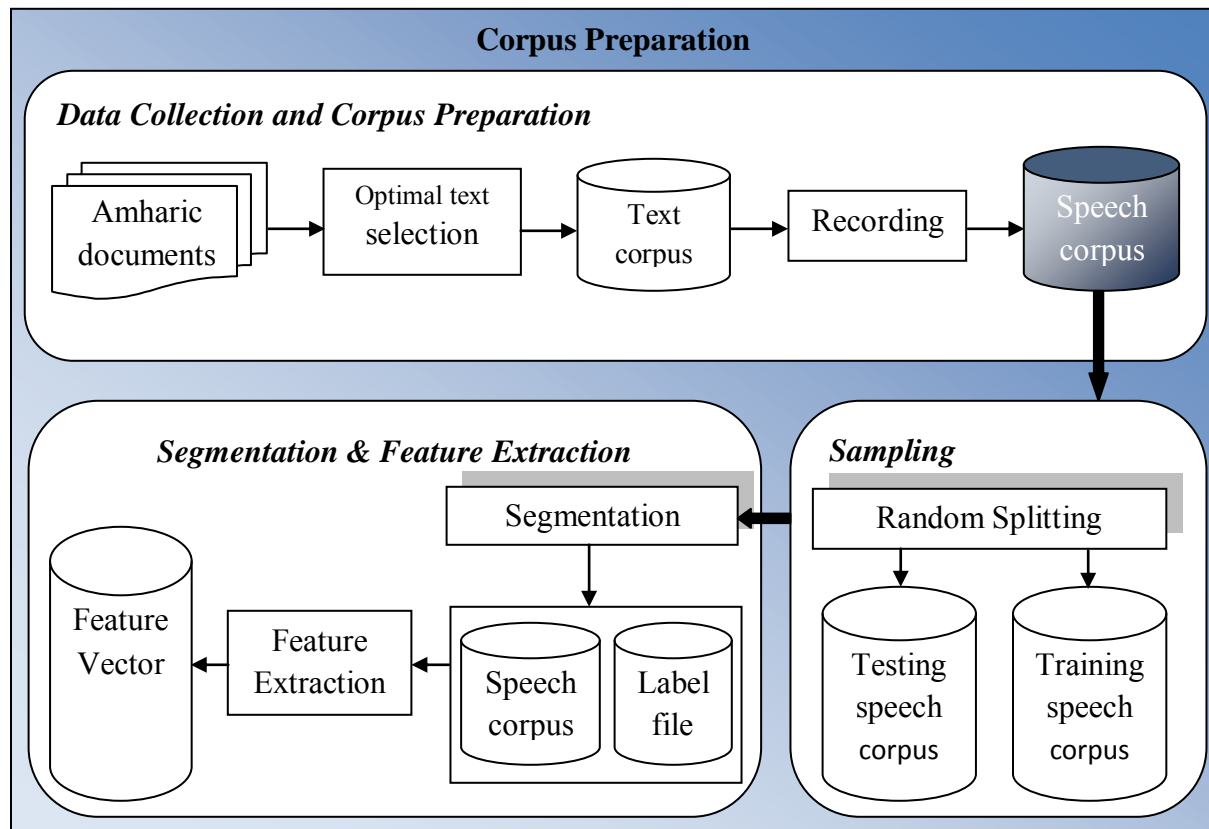 Corpus Preparation
Data Collection and Corpus Preparation
Amharic
documents
Optimal text
selection
Text
corpus
Recording
Speech
corpus
Segmentation & Feature Extraction
Segmentation
Feature
Vector
Feature
Extraction
Speech
corpus
Label
file
Sampling
Random Splitting
Testing
speech
corpus
Training
speech
corpus